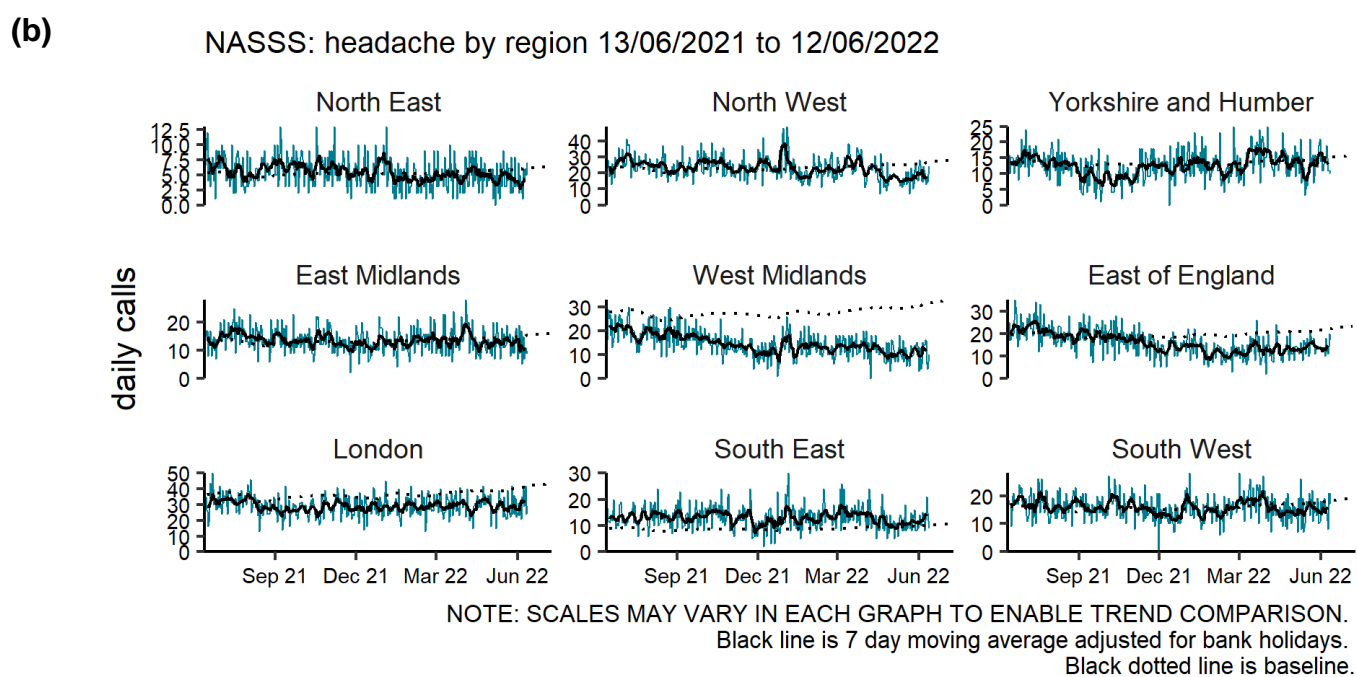 (b)
NASSS: headache by region 13/06/2021 to 12/06/2022
North East
North West
Yorkshire and Humber
12.5
10.0
7.5
5.0
2.5
0.0
40
30
20
10
0
25
20
15
10
5
0
East Midlands
West Midlands
East of England
daily calls
20
10
0
30
20
10
0
30
20
10
0
London
South East
South West
50
40
30
20
10
0
30
20
10
0
20
10
0
Sep 21 Dec 21 Mar 22 Jun 22
Sep 21 Dec 21 Mar 22 Jun 22
Sep 21 Dec 21 Mar 22 Jun 22
NOTE: SCALES MAY VARY IN EACH GRAPH TO ENABLE TREND COMPARISON.
Black line is 7 day moving average adjusted for bank holidays.
Black dotted line is baseline.